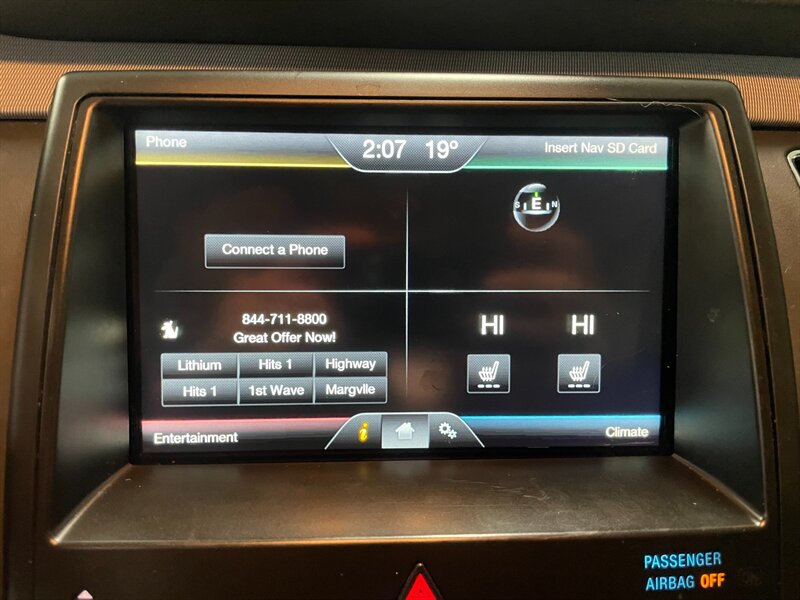 Phone
2:07 19°
Insert Nav SD Card
S E N
Connect a Phone
844-711-8800
Great Offer Now!
Lithium Hits 1 Highway
Hits 1 1st Wave Margvlle
HI HI
Entertainment
i
Climate
PASSENGER
AIRBAG OFF